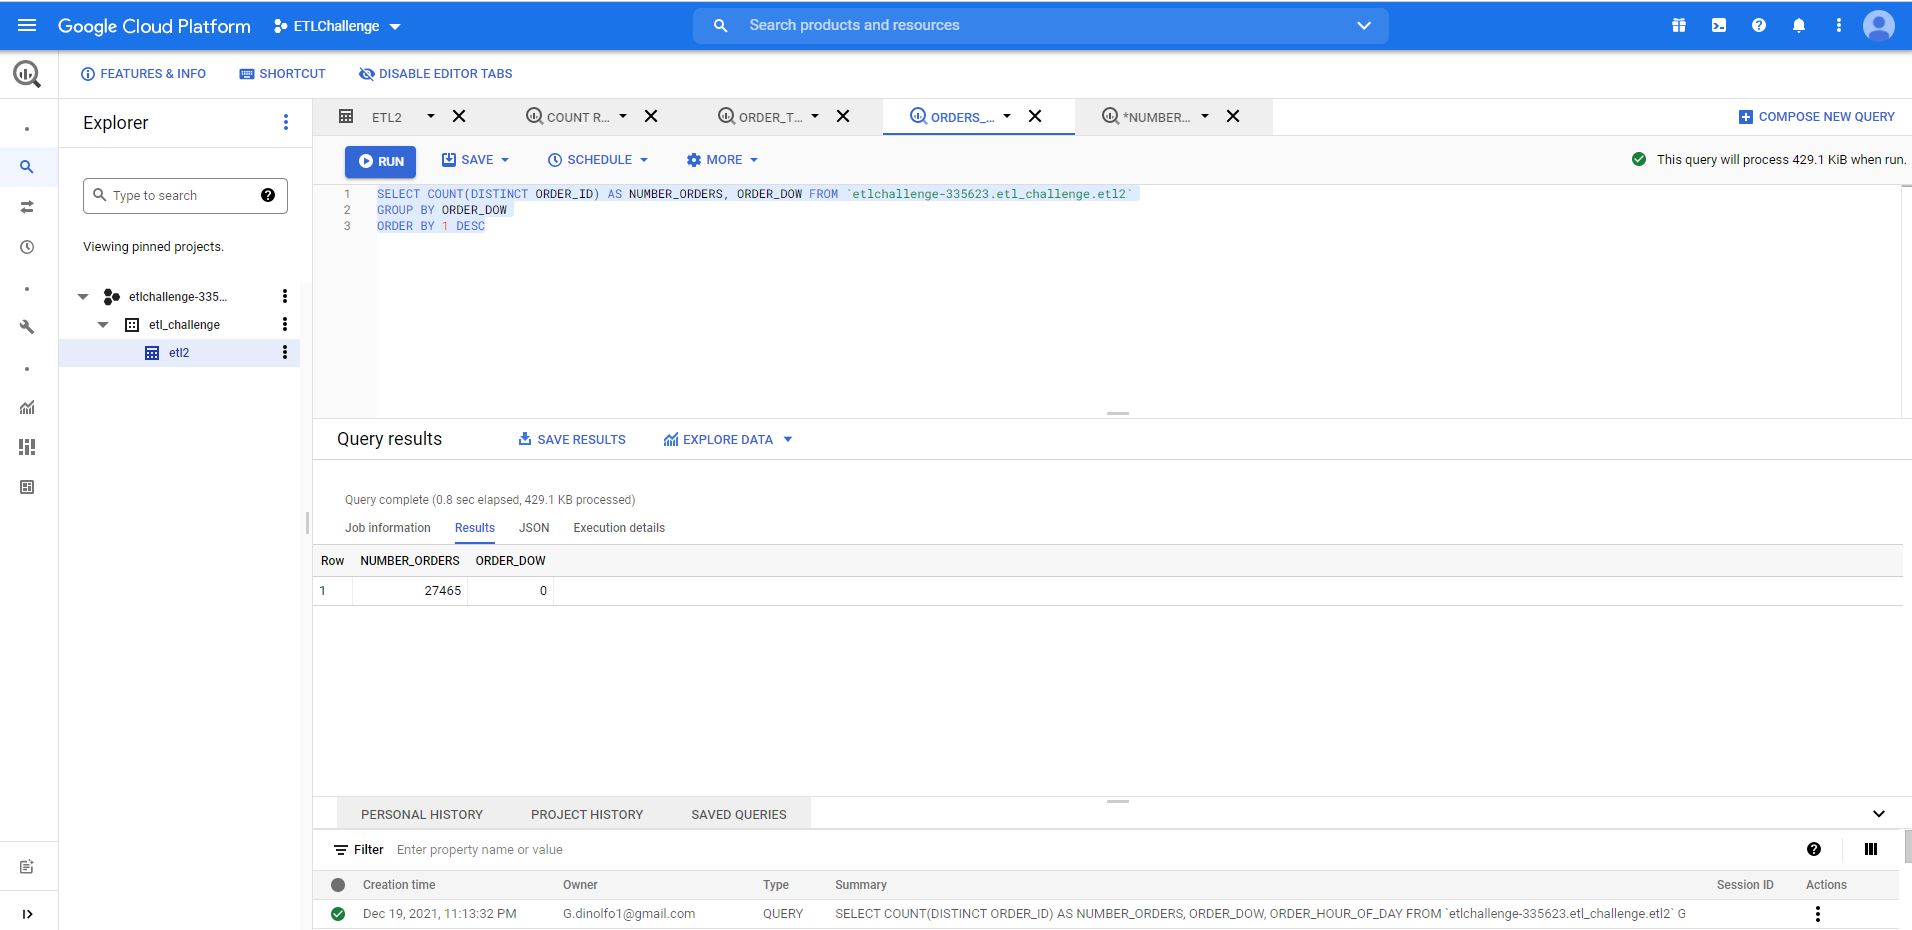 Google Cloud Platform ETLChallenge Search products and resources
FEATURES & INFO SHORTCUT DISABLE EDITOR TABS
Explorer
Type to search
Viewing pinned projects.
etlchallenge-335...
etl_challenge
etl2
ETL2 COUNT R... ORDER_T... ORDERS_... *NUMBER... COMPOSE NEW QUERY
RUN SAVE SCHEDULE MORE This query will process 429.1 KiB when run.
1 SELECT COUNT(DISTINCT ORDER_ID) AS NUMBER_ORDERS, ORDER_DOW FROM `etlchallenge-335623.etl_challenge.etl2`
2 GROUP BY ORDER_DOW
3 ORDER BY 1 DESC
Query results SAVE RESULTS EXPLORE DATA
Query complete (0.8 sec elapsed, 429.1 KB processed)
Job information Results JSON Execution details
Row NUMBER_ORDERS ORDER_DOW
1 27465 0
PERSONAL HISTORY PROJECT HISTORY SAVED QUERIES
Filter Enter property name or value
Creation time Owner Type Summary Session ID Actions
Dec 19, 2021, 11:13:32 PM G.dinolfo1@gmail.com QUERY SELECT COUNT(DISTINCT ORDER_ID) AS NUMBER_ORDERS, ORDER_DOW, ORDER_HOUR_OF_DAY FROM `etlchallenge-335623.etl_challenge.etl2` G